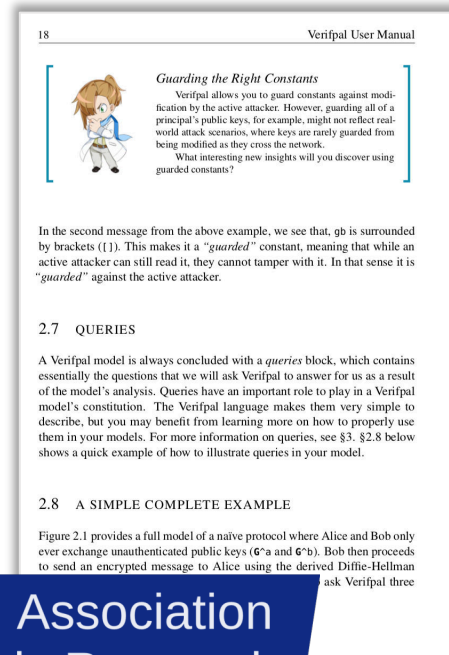 18 Verifpal User Manual
Guarding the Right Constants
Verifpal allows you to guard constants against modi-
fication by the active attacker. However, guarding all of a
principal's public keys, for example, might not reflect real-
world attack scenarios, where keys are rarely guarded from
being modified as they cross the network.
What interesting new insights will you discover using
guarded constants?
In the second message from the above example, we see that, gb is surrounded
by brackets ([]). This makes it a “guarded” constant, meaning that while an
active attacker can still read it, they cannot tamper with it. In that sense it is
“guarded” against the active attacker.
2.7 QUERIES
A Verifpal model is always concluded with a queries block, which contains
essentially the questions that we will ask Verifpal to answer for us as a result
of the model's analysis. Queries have an important role to play in a Verifpal
model's constitution. The Verifpal language makes them very simple to
describe, but you may benefit from learning more on how to properly use
them in your models. For more information on queries, see §3. §2.8 below
shows a quick example of how to illustrate queries in your model.
2.8 A SIMPLE COMPLETE EXAMPLE
Figure 2.1 provides a full model of a naïve protocol where Alice and Bob only
ever exchange unauthenticated public keys (G^a and G^b). Bob then proceeds
to send an encrypted message to Alice using the derived Diffie-Hellman
ask Verifpal three
Association